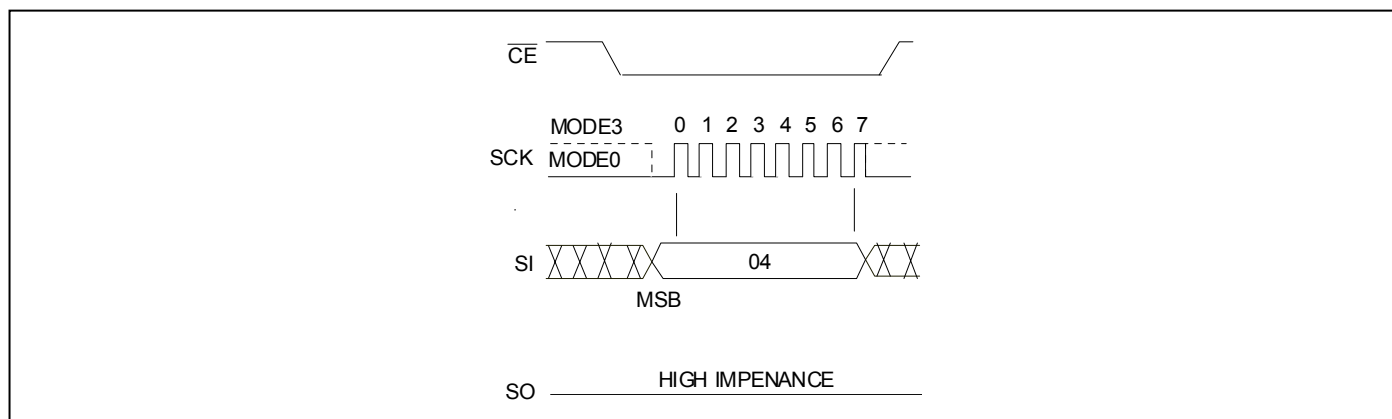 CE
MODE3 0 1 2 3 4 5 6 7
SCK MODE0
SI 04
MSB
HIGH IMPENANCE
SO